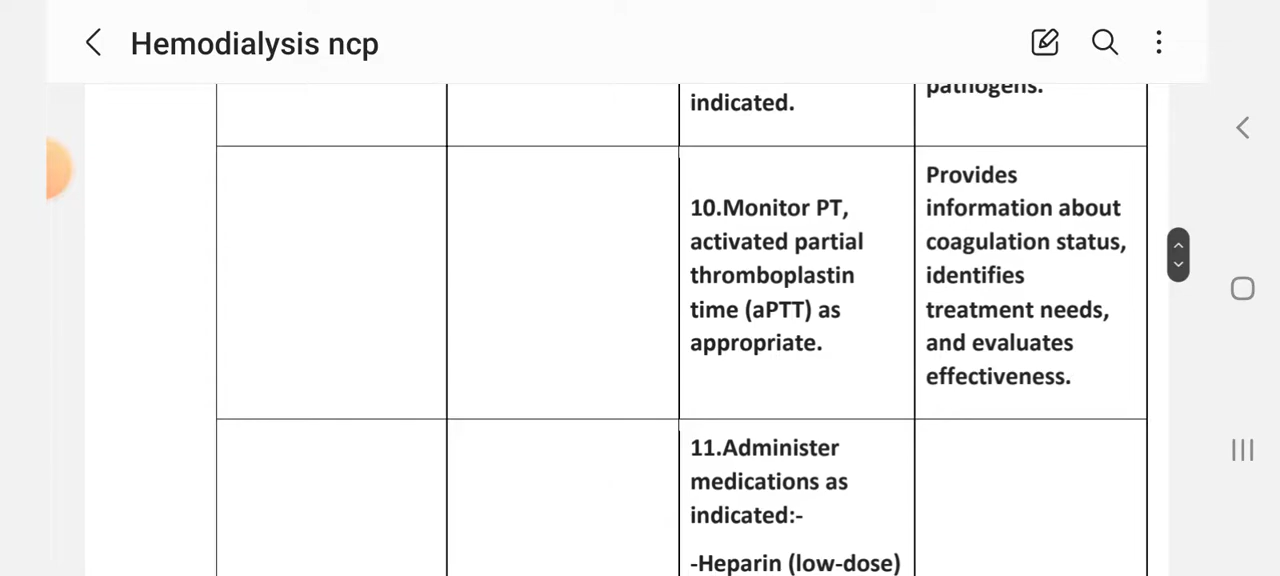 Hemodialysis ncp
indicated.
pathogens.
10.Monitor PT,
activated partial
thromboplastin
time (aPTT) as
appropriate.
Provides
information about
coagulation status,
identifies
treatment needs,
and evaluates
effectiveness.
11.Administer
medications as
indicated:-
-Heparin (low-dose)